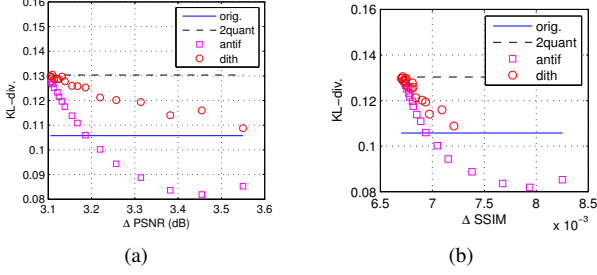 0.16
0.15
0.14
0.13
0.12
0.11
0.1
0.09
0.08
KL−div.
3.1 3.2 3.3 3.4 3.5 3.6
Δ PSNR (dB)
orig.
2quant
antif
dith
(a)
0.16
0.14
0.12
0.1
0.08
KL−div.
6.5 7 7.5 8 8.5
x 10⁻³
Δ SSIM
orig.
2quant
antif
dith
(b)